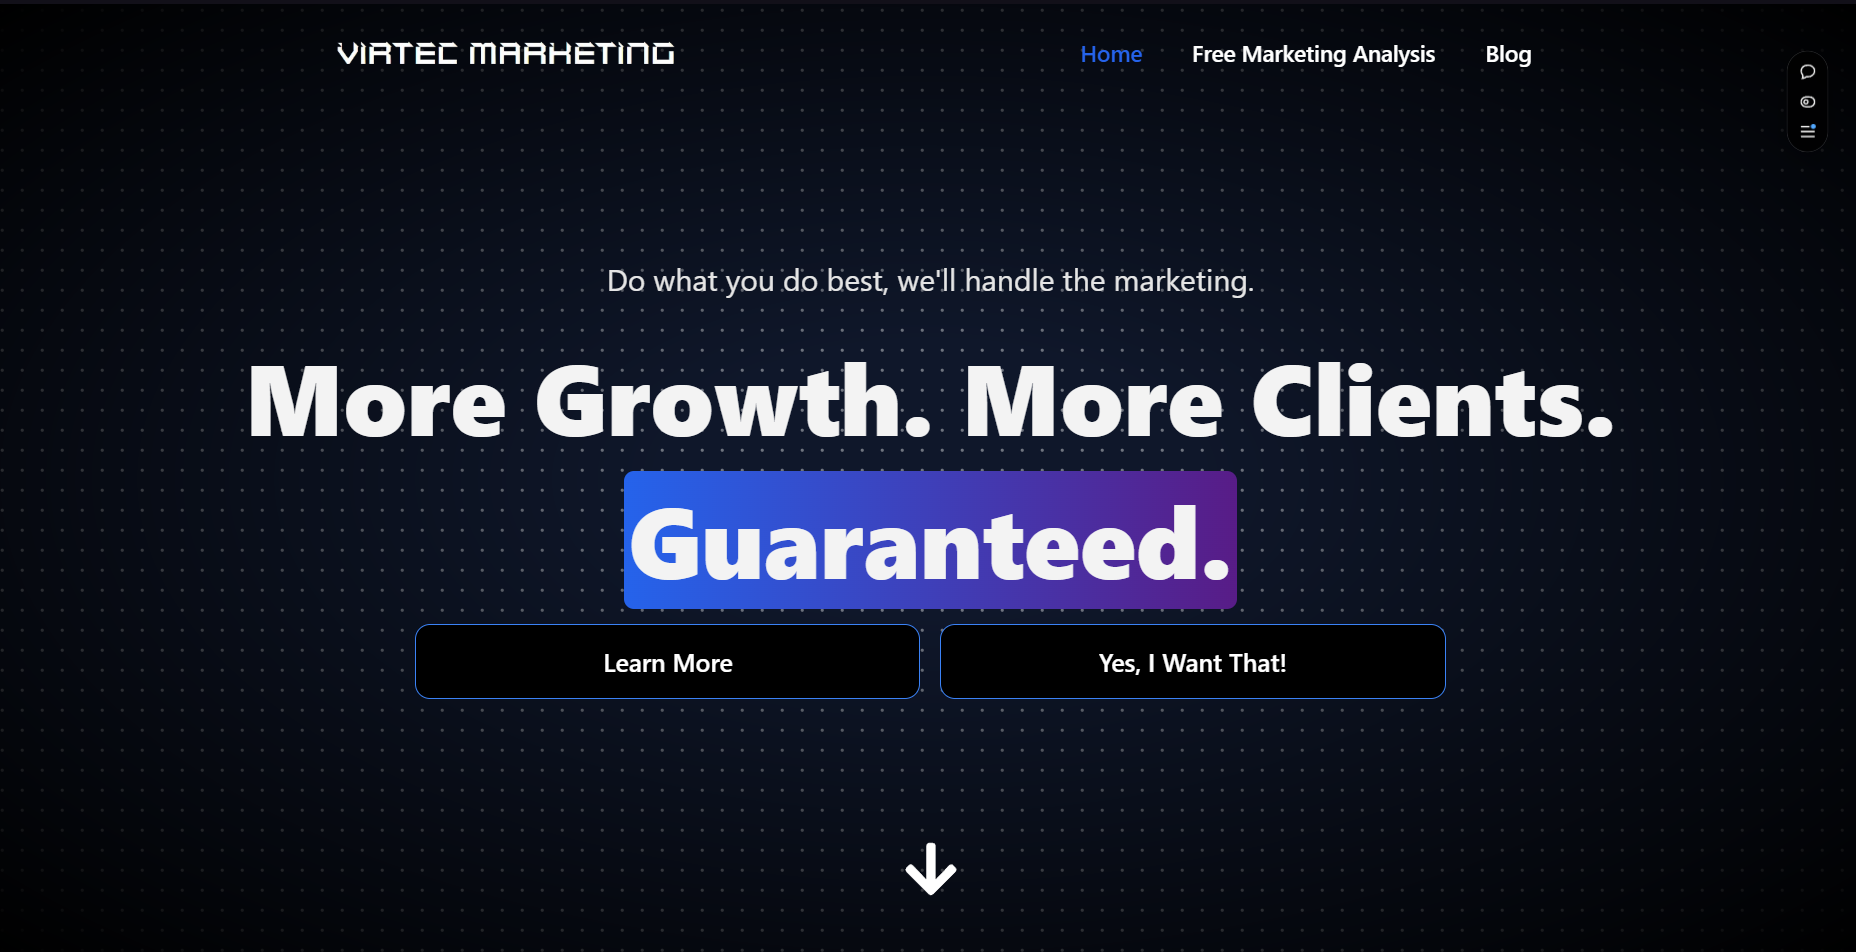 VIRTEC MARKETING
Home
Free Marketing Analysis
Blog
Do what you do best, we'll handle the marketing.
More Growth. More Clients.
Guaranteed.
Learn More
Yes, I Want That!